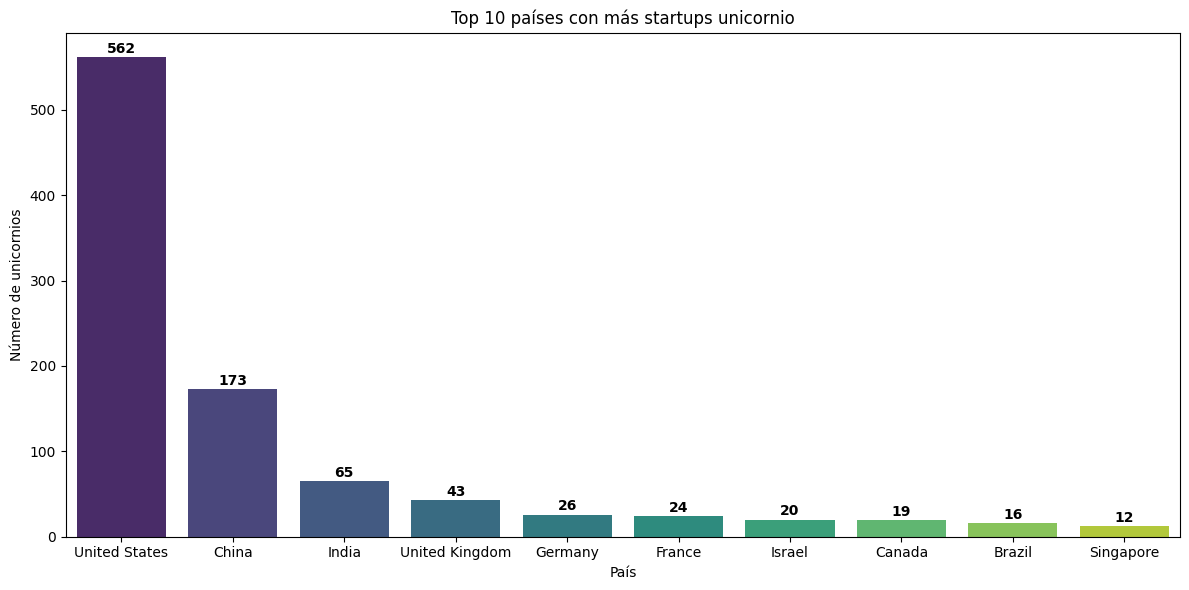 Top 10 países con más startups unicornio
Número de unicornios
500
400
300
200
100
0
562
173
65
43
26
24
20
19
16
12
United States
China
India
United Kingdom
Germany
France
Israel
Canada
Brazil
Singapore
País